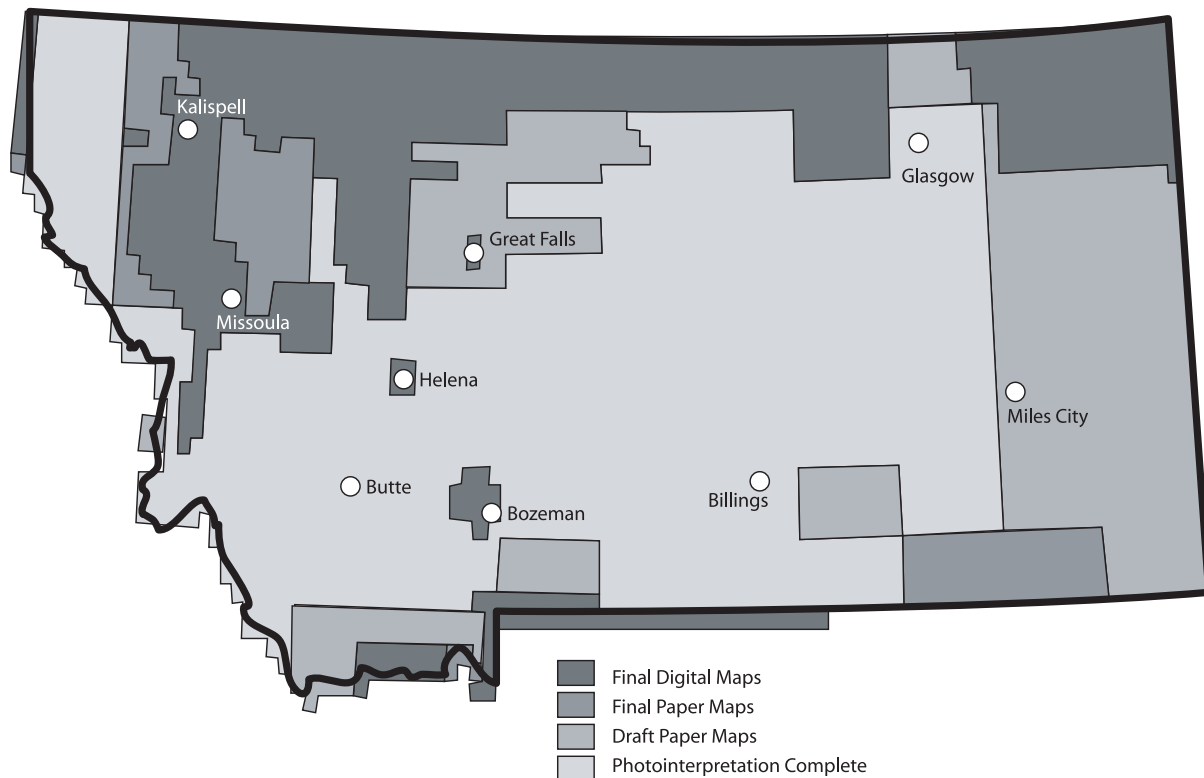 Kalispell
Glasgow
Great Falls
Missoula
Helena
Miles City
Butte
Billings
Bozeman
Final Digital Maps
Final Paper Maps
Draft Paper Maps
Photointerpretation Complete